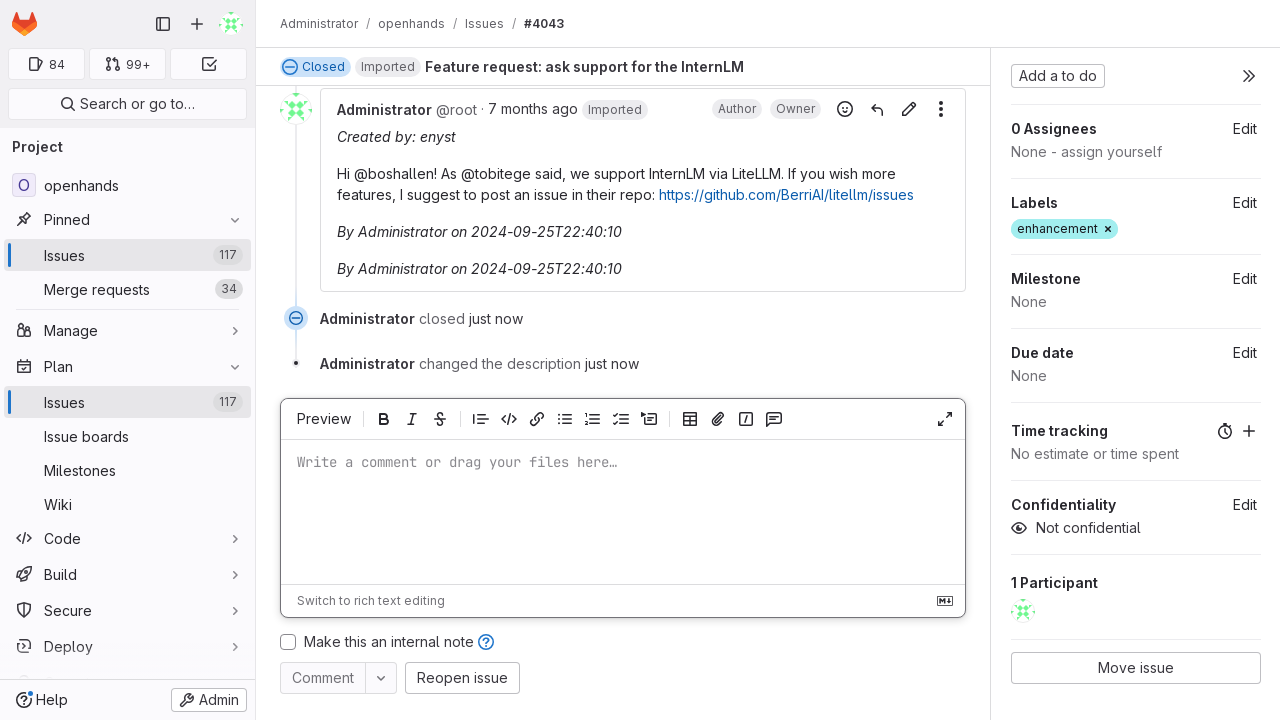 84
99+
Search or go to…
Project
O openhands
Pinned
Issues 117
Merge requests 34
Manage
Plan
Issues 117
Issue boards
Milestones
Wiki
Code
Build
Secure
Deploy
Help
Admin
Administrator / openhands / Issues / #4043
Closed Imported Feature request: ask support for the InternLM
Administrator @root · 7 months ago Imported Author Owner
Created by: enyst
Hi @boshallen! As @tobitege said, we support InternLM via LiteLLM. If you wish more
features, I suggest to post an issue in their repo: https://github.com/BerriAI/litellm/issues
By Administrator on 2024-09-25T22:40:10
By Administrator on 2024-09-25T22:40:10
Administrator closed just now
Administrator changed the description just now
Preview
Write a comment or drag your files here…
Switch to rich text editing
Make this an internal note
Comment
Reopen issue
Add a to do
0 Assignees Edit
None - assign yourself
Labels Edit
enhancement ×
Milestone Edit
None
Due date Edit
None
Time tracking
No estimate or time spent
Confidentiality Edit
Not confidential
1 Participant
Move issue